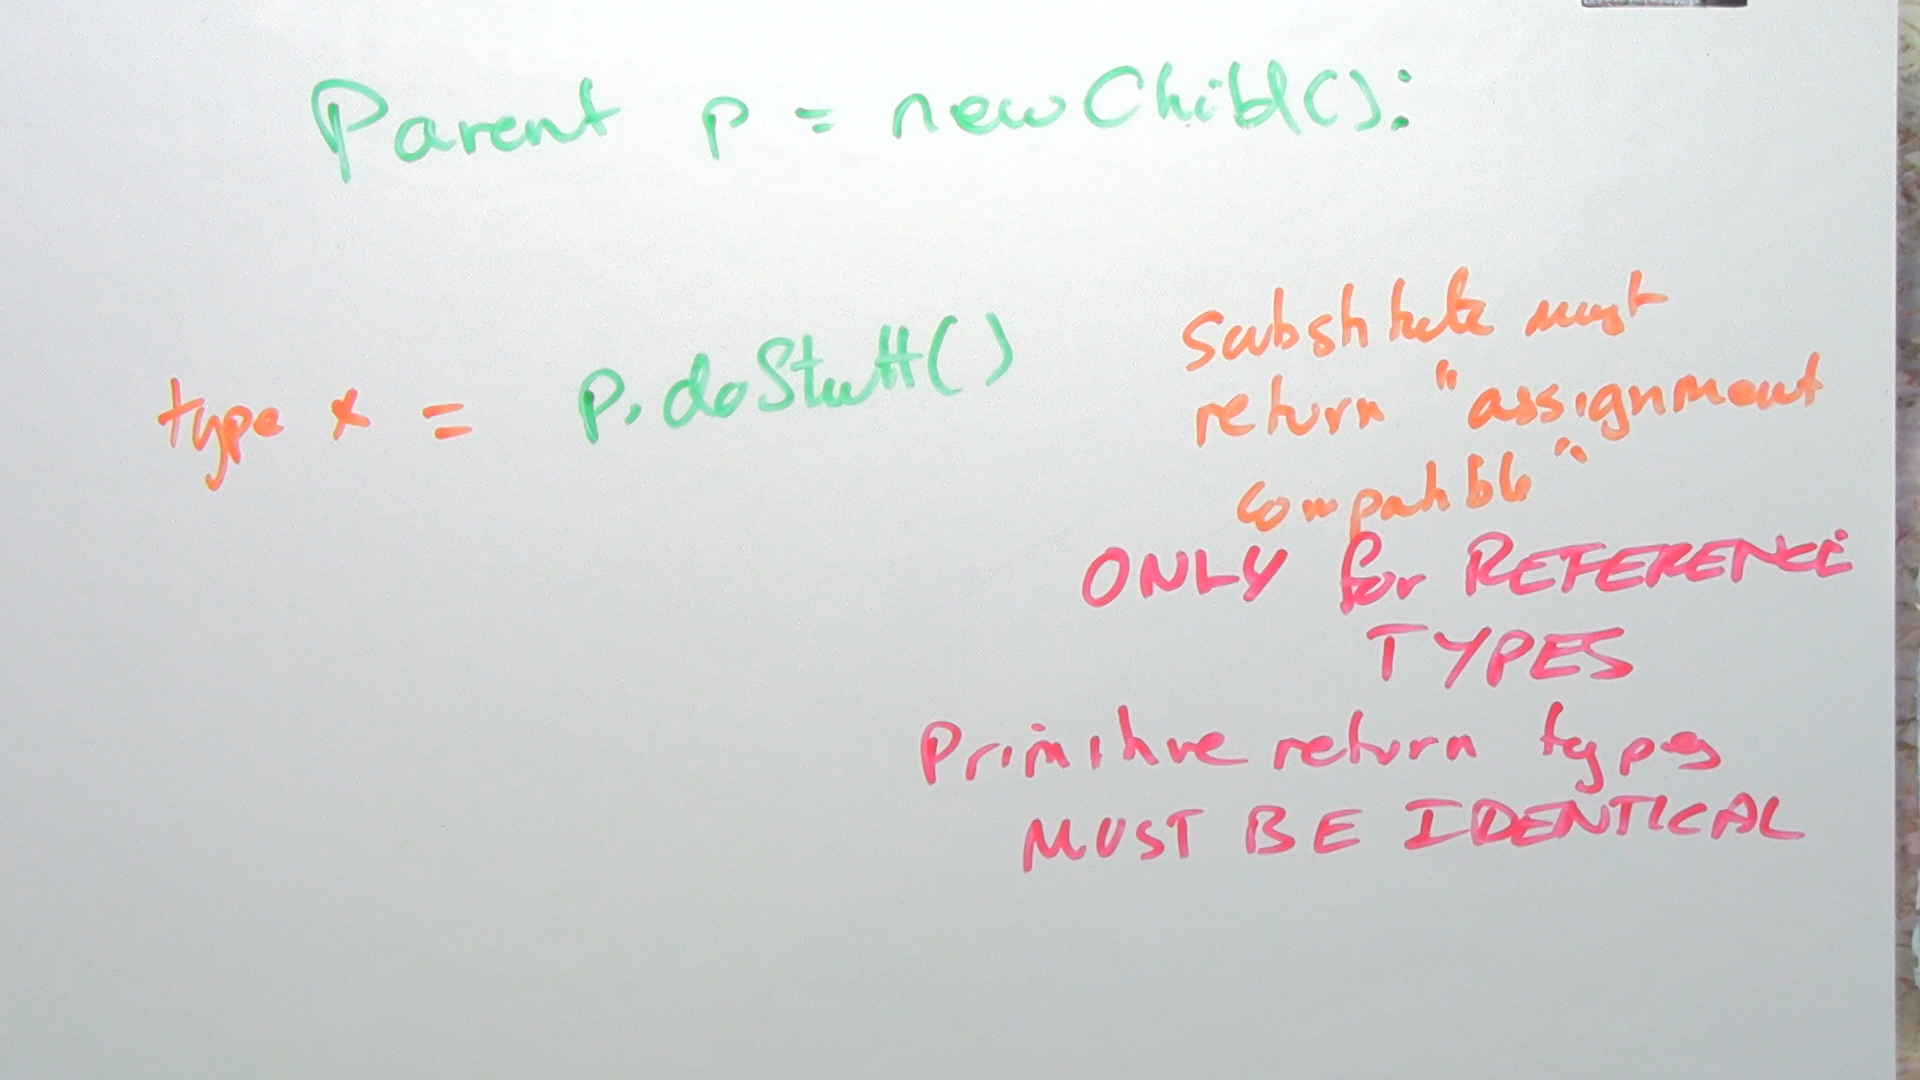 Parent p = new Child();
type x = p.doStuff()
Substitute must
return "assignment
compatible"
ONLY for REFERENCE
TYPES
Primitive return types
MUST BE IDENTICAL